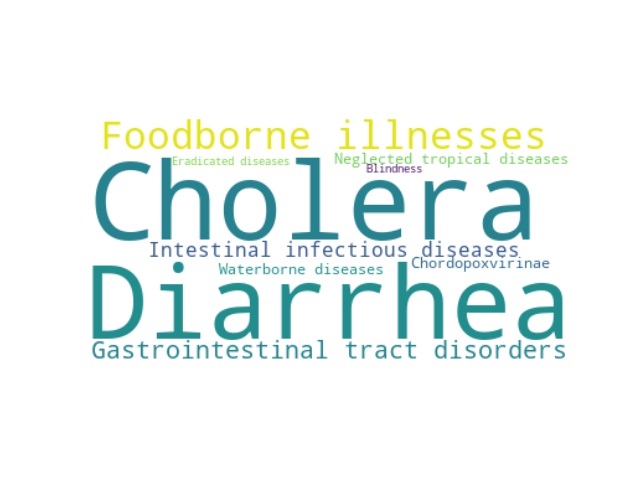 Foodborne illnesses
Eradicated diseases
Neglected tropical diseases
Blindness
Cholera
Intestinal infectious diseases
Chordopoxvirinae
Waterborne diseases
Diarrhea
Gastrointestinal tract disorders